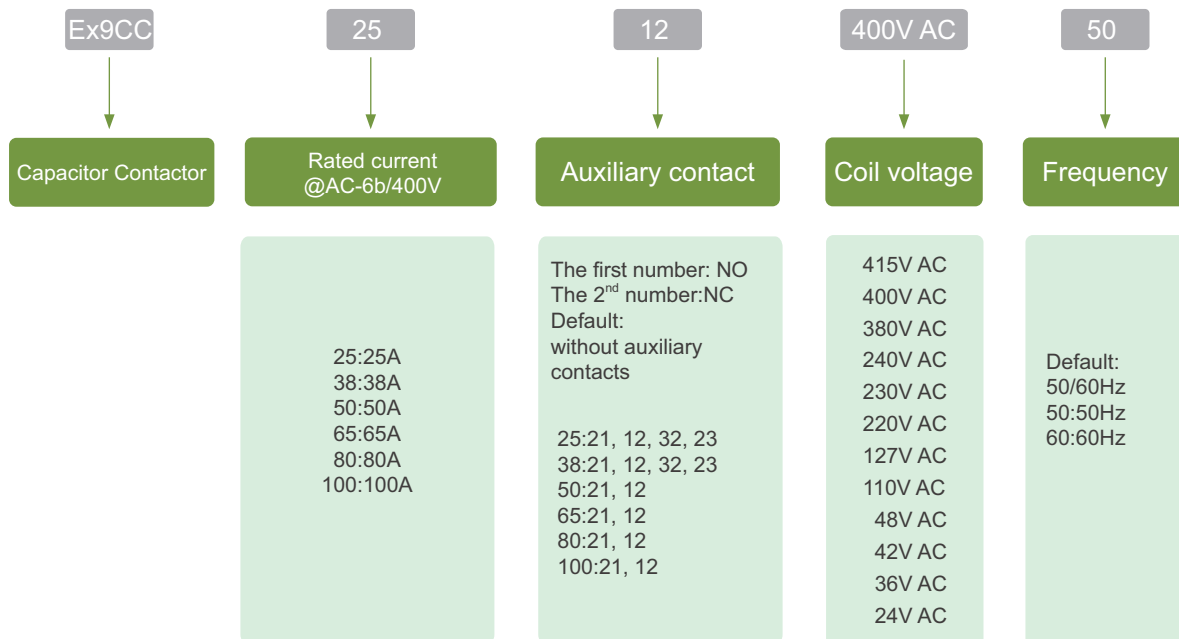 Ex9CC
25
12
400V AC
50
Capacitor Contactor
Rated current
@AC-6b/400V
Auxiliary contact
Coil voltage
Frequency
25:25A
38:38A
50:50A
65:65A
80:80A
100:100A
The first number: NO
The 2nd number:NC
Default:
without auxiliary
contacts
25:21, 12, 32, 23
38:21, 12, 32, 23
50:21, 12
65:21, 12
80:21, 12
100:21, 12
415V AC
400V AC
380V AC
240V AC
230V AC
220V AC
127V AC
110V AC
48V AC
42V AC
36V AC
24V AC
Default:
50/60Hz
50:50Hz
60:60Hz